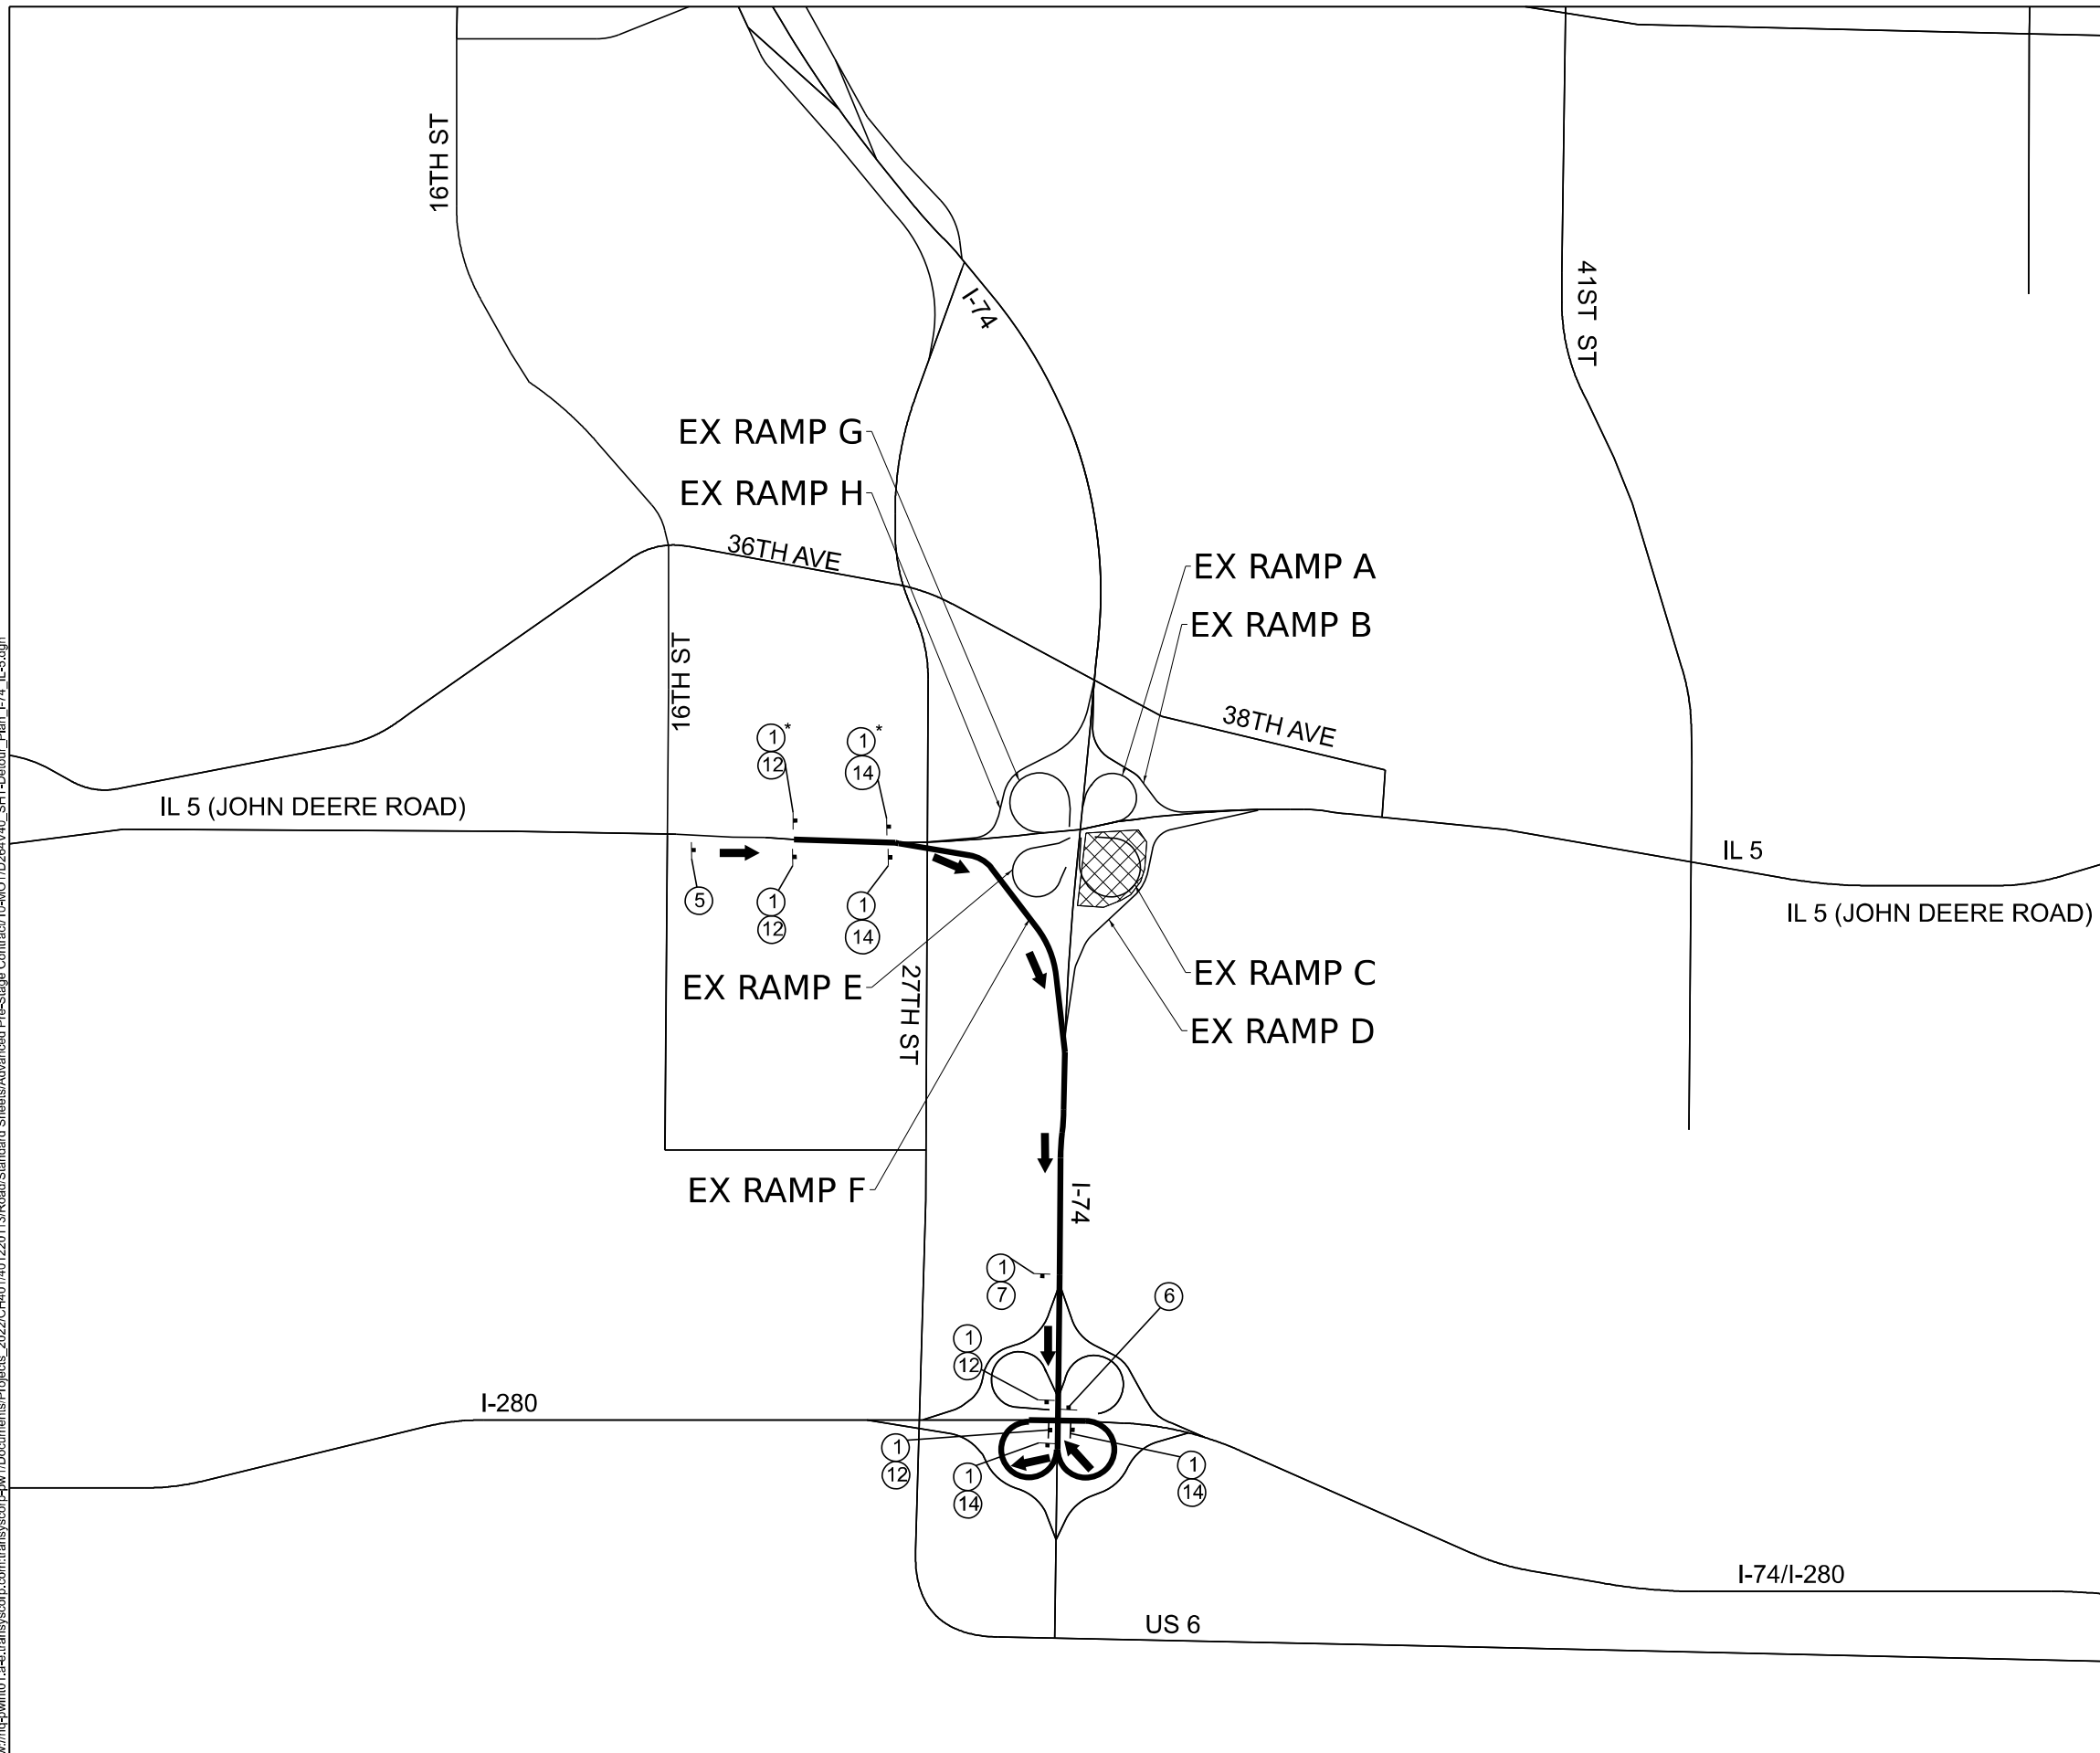 16TH ST
41ST ST
I-74
EX RAMP G
EX RAMP H
36TH AVE
EX RAMP A
EX RAMP B
16TH ST
38TH AVE
1*
12
1*
14
IL 5 (JOHN DEERE ROAD)
IL 5
5
1
12
1
14
IL 5 (JOHN DEERE ROAD)
EX RAMP E
27TH ST
EX RAMP C
EX RAMP D
EX RAMP F
I-74
1
7
6
1
12
I-280
1
12
1
14
1
14
I-74/I-280
US 6